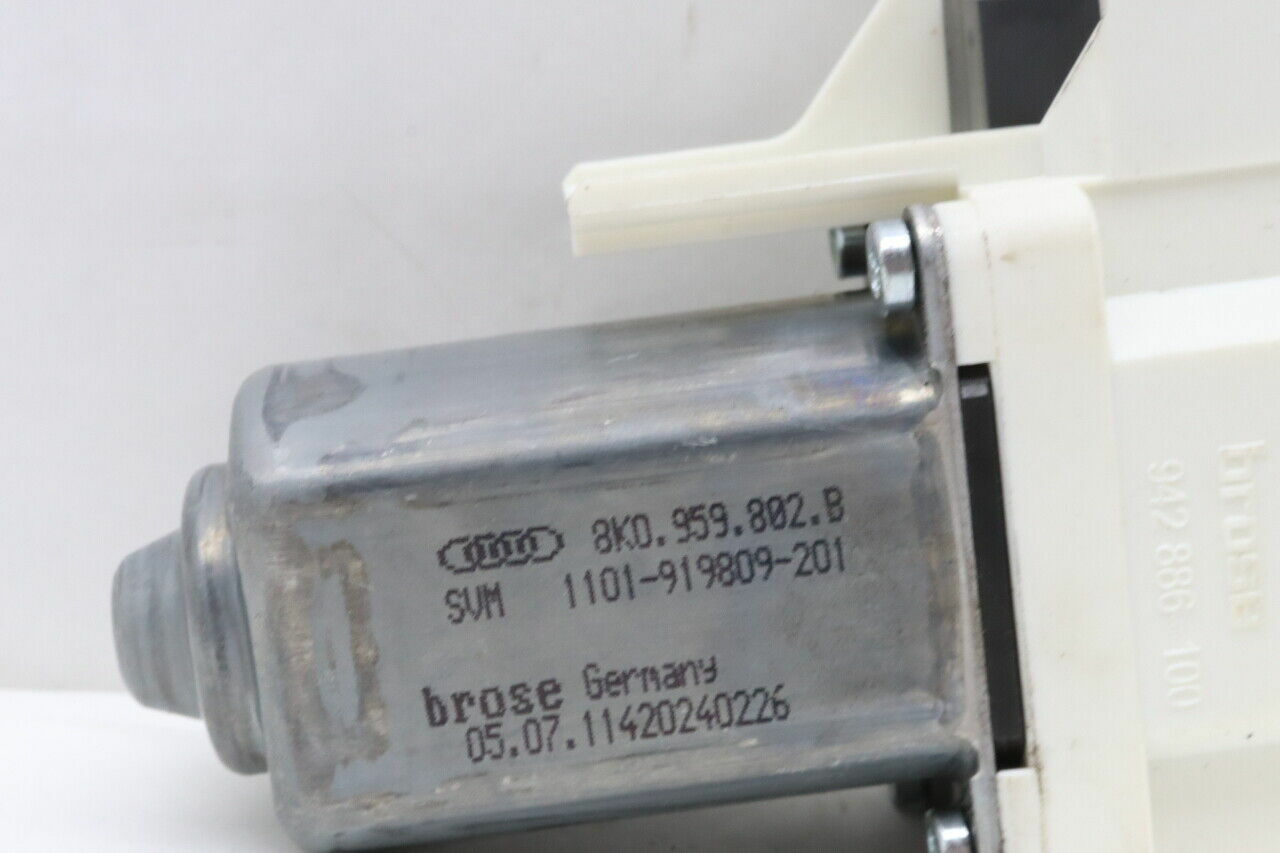 8K0.959.802.B
SVM 1101-919809-201
brose Germany
05.07.11420240226
brose
942 886 100